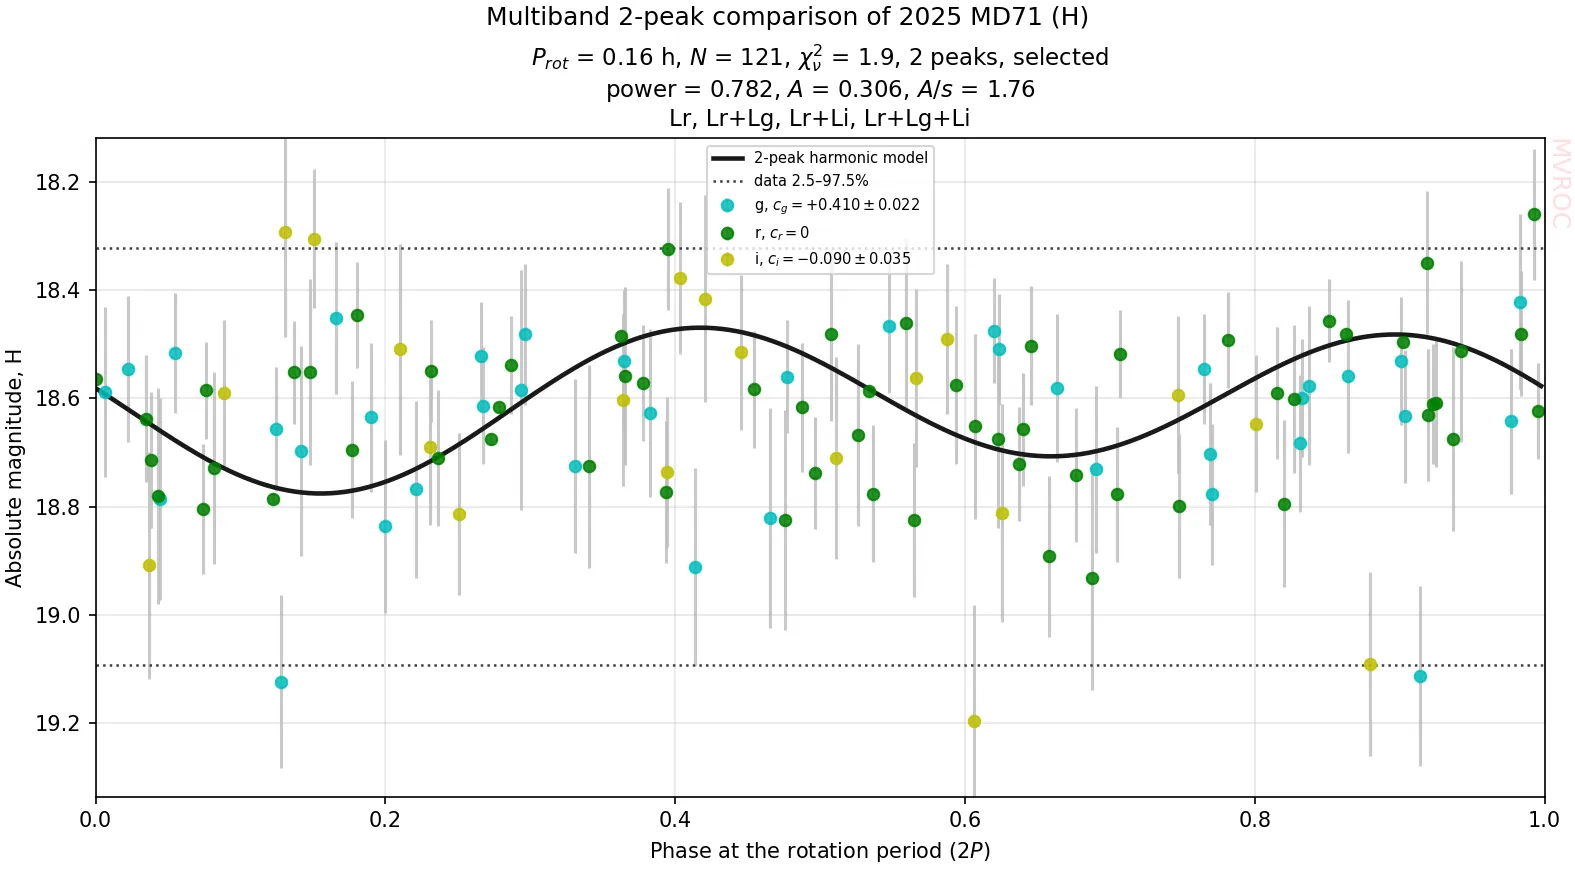 Multiband 2-peak comparison of 2025 MD71 (H)
P_rot = 0.16 h, N = 121, χ²_ν = 1.9, 2 peaks, selected
power = 0.782, A = 0.306, A/s = 1.76
Lr, Lr+Lg, Lr+Li, Lr+Lg+Li
2-peak harmonic model
data 2.5–97.5%
g, c_g = +0.410 ± 0.022
r, c_r = 0
i, c_i = −0.090 ± 0.035
MVROC
Absolute magnitude, H
18.2
18.4
18.6
18.8
19.0
19.2
0.0 0.2 0.4 0.6 0.8 1.0
Phase at the rotation period (2P)